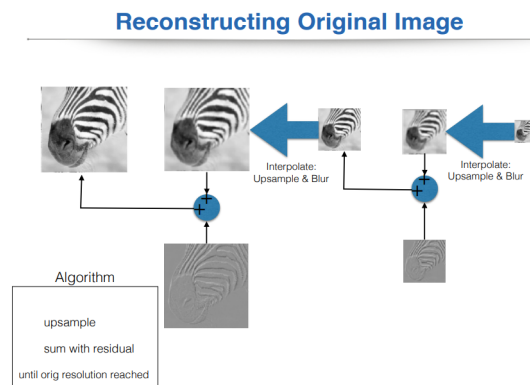 Reconstructing Original Image
Interpolate:
Upsample & Blur
Interpolate:
Upsample & Blur
+
+
+
+
Algorithm
upsample
sum with residual
until orig resolution reached